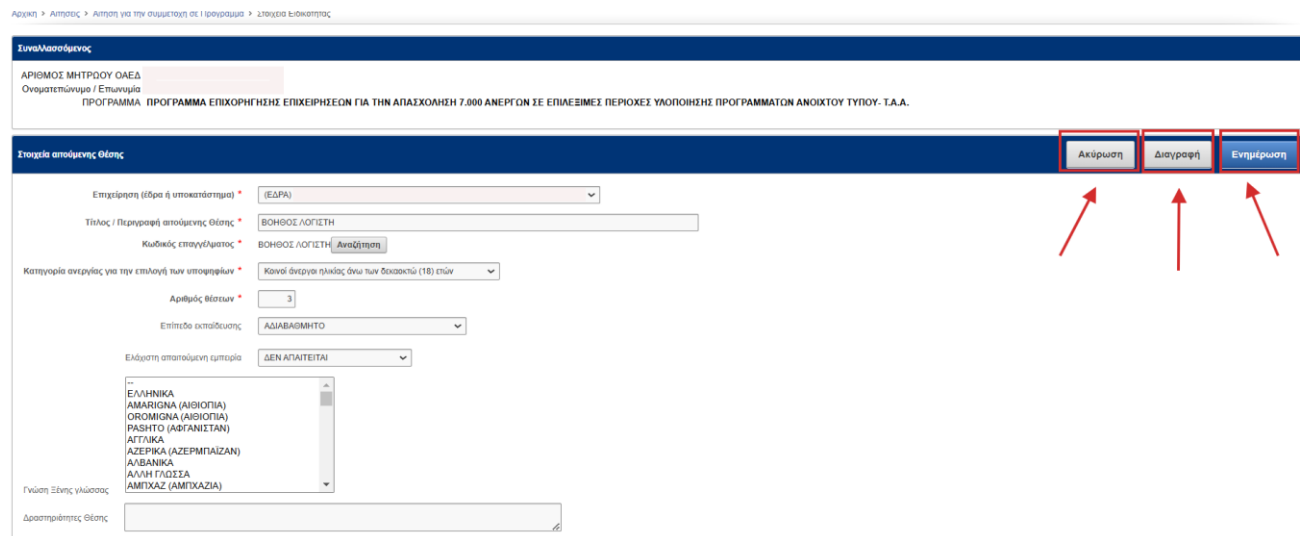 Αρχική > Αιτήσεις > Αίτηση για την συμμετοχή σε Πρόγραμμα > Στοιχεία Ειδικότητας
Συναλλασσόμενος
ΑΡΙΘΜΟΣ ΜΗΤΡΩΟΥ ΟΑΕΔ
Ονοματεπώνυμο / Επωνυμία
ΠΡΟΓΡΑΜΜΑ ΠΡΟΓΡΑΜΜΑ ΕΠΙΧΟΡΗΓΗΣΗΣ ΕΠΙΧΕΙΡΗΣΕΩΝ ΓΙΑ ΤΗΝ ΑΠΑΣΧΟΛΗΣΗ 7.000 ΑΝΕΡΓΩΝ ΣΕ ΕΠΙΛΕΞΙΜΕΣ ΠΕΡΙΟΧΕΣ ΥΛΟΠΟΙΗΣΗΣ ΠΡΟΓΡΑΜΜΑΤΩΝ ΑΝΟΙΧΤΟΥ ΤΥΠΟΥ- Τ.Α.Α.
Στοιχεία αιτούμενης Θέσης Ακύρωση Διαγραφή Ενημέρωση
Επιχείρηση (έδρα ή υποκατάστημα) * (ΕΔΡΑ)
Τίτλος / Περιγραφή αιτούμενης Θέσης * ΒΟΗΘΟΣ ΛΟΓΙΣΤΗ
Κωδικός επαγγέλματος * ΒΟΗΘΟΣ ΛΟΓΙΣΤΗ Αναζήτηση
Κατηγορία ανεργίας για την επιλογή των υποψηφίων * Κοινοί άνεργοι ηλικίας άνω των δεκαοκτώ (18) ετών
Αριθμός θέσεων * 3
Επίπεδο εκπαίδευσης ΑΔΙΑΒΑΘΜΗΤΟ
Ελάχιστη απαιτούμενη εμπειρία ΔΕΝ ΑΠΑΙΤΕΙΤΑΙ
--
ΕΛΛΗΝΙΚΑ
AMARIGNA (ΑΙΘΙΟΠΙΑ)
OROMIGNA (ΑΙΘΙΟΠΙΑ)
PASHTO (ΑΦΓΑΝΙΣΤΑΝ)
ΑΓΓΛΙΚΑ
ΑΖΕΡΙΚΑ (ΑΖΕΡΜΠΑΪΖΑΝ)
ΑΛΒΑΝΙΚΑ
ΑΛΛΗ ΓΛΩΣΣΑ
ΑΜΠΧΑΖ (ΑΜΠΧΑΖΙΑ)
Γνώση Ξένης γλώσσας
Δραστηριότητες Θέσης